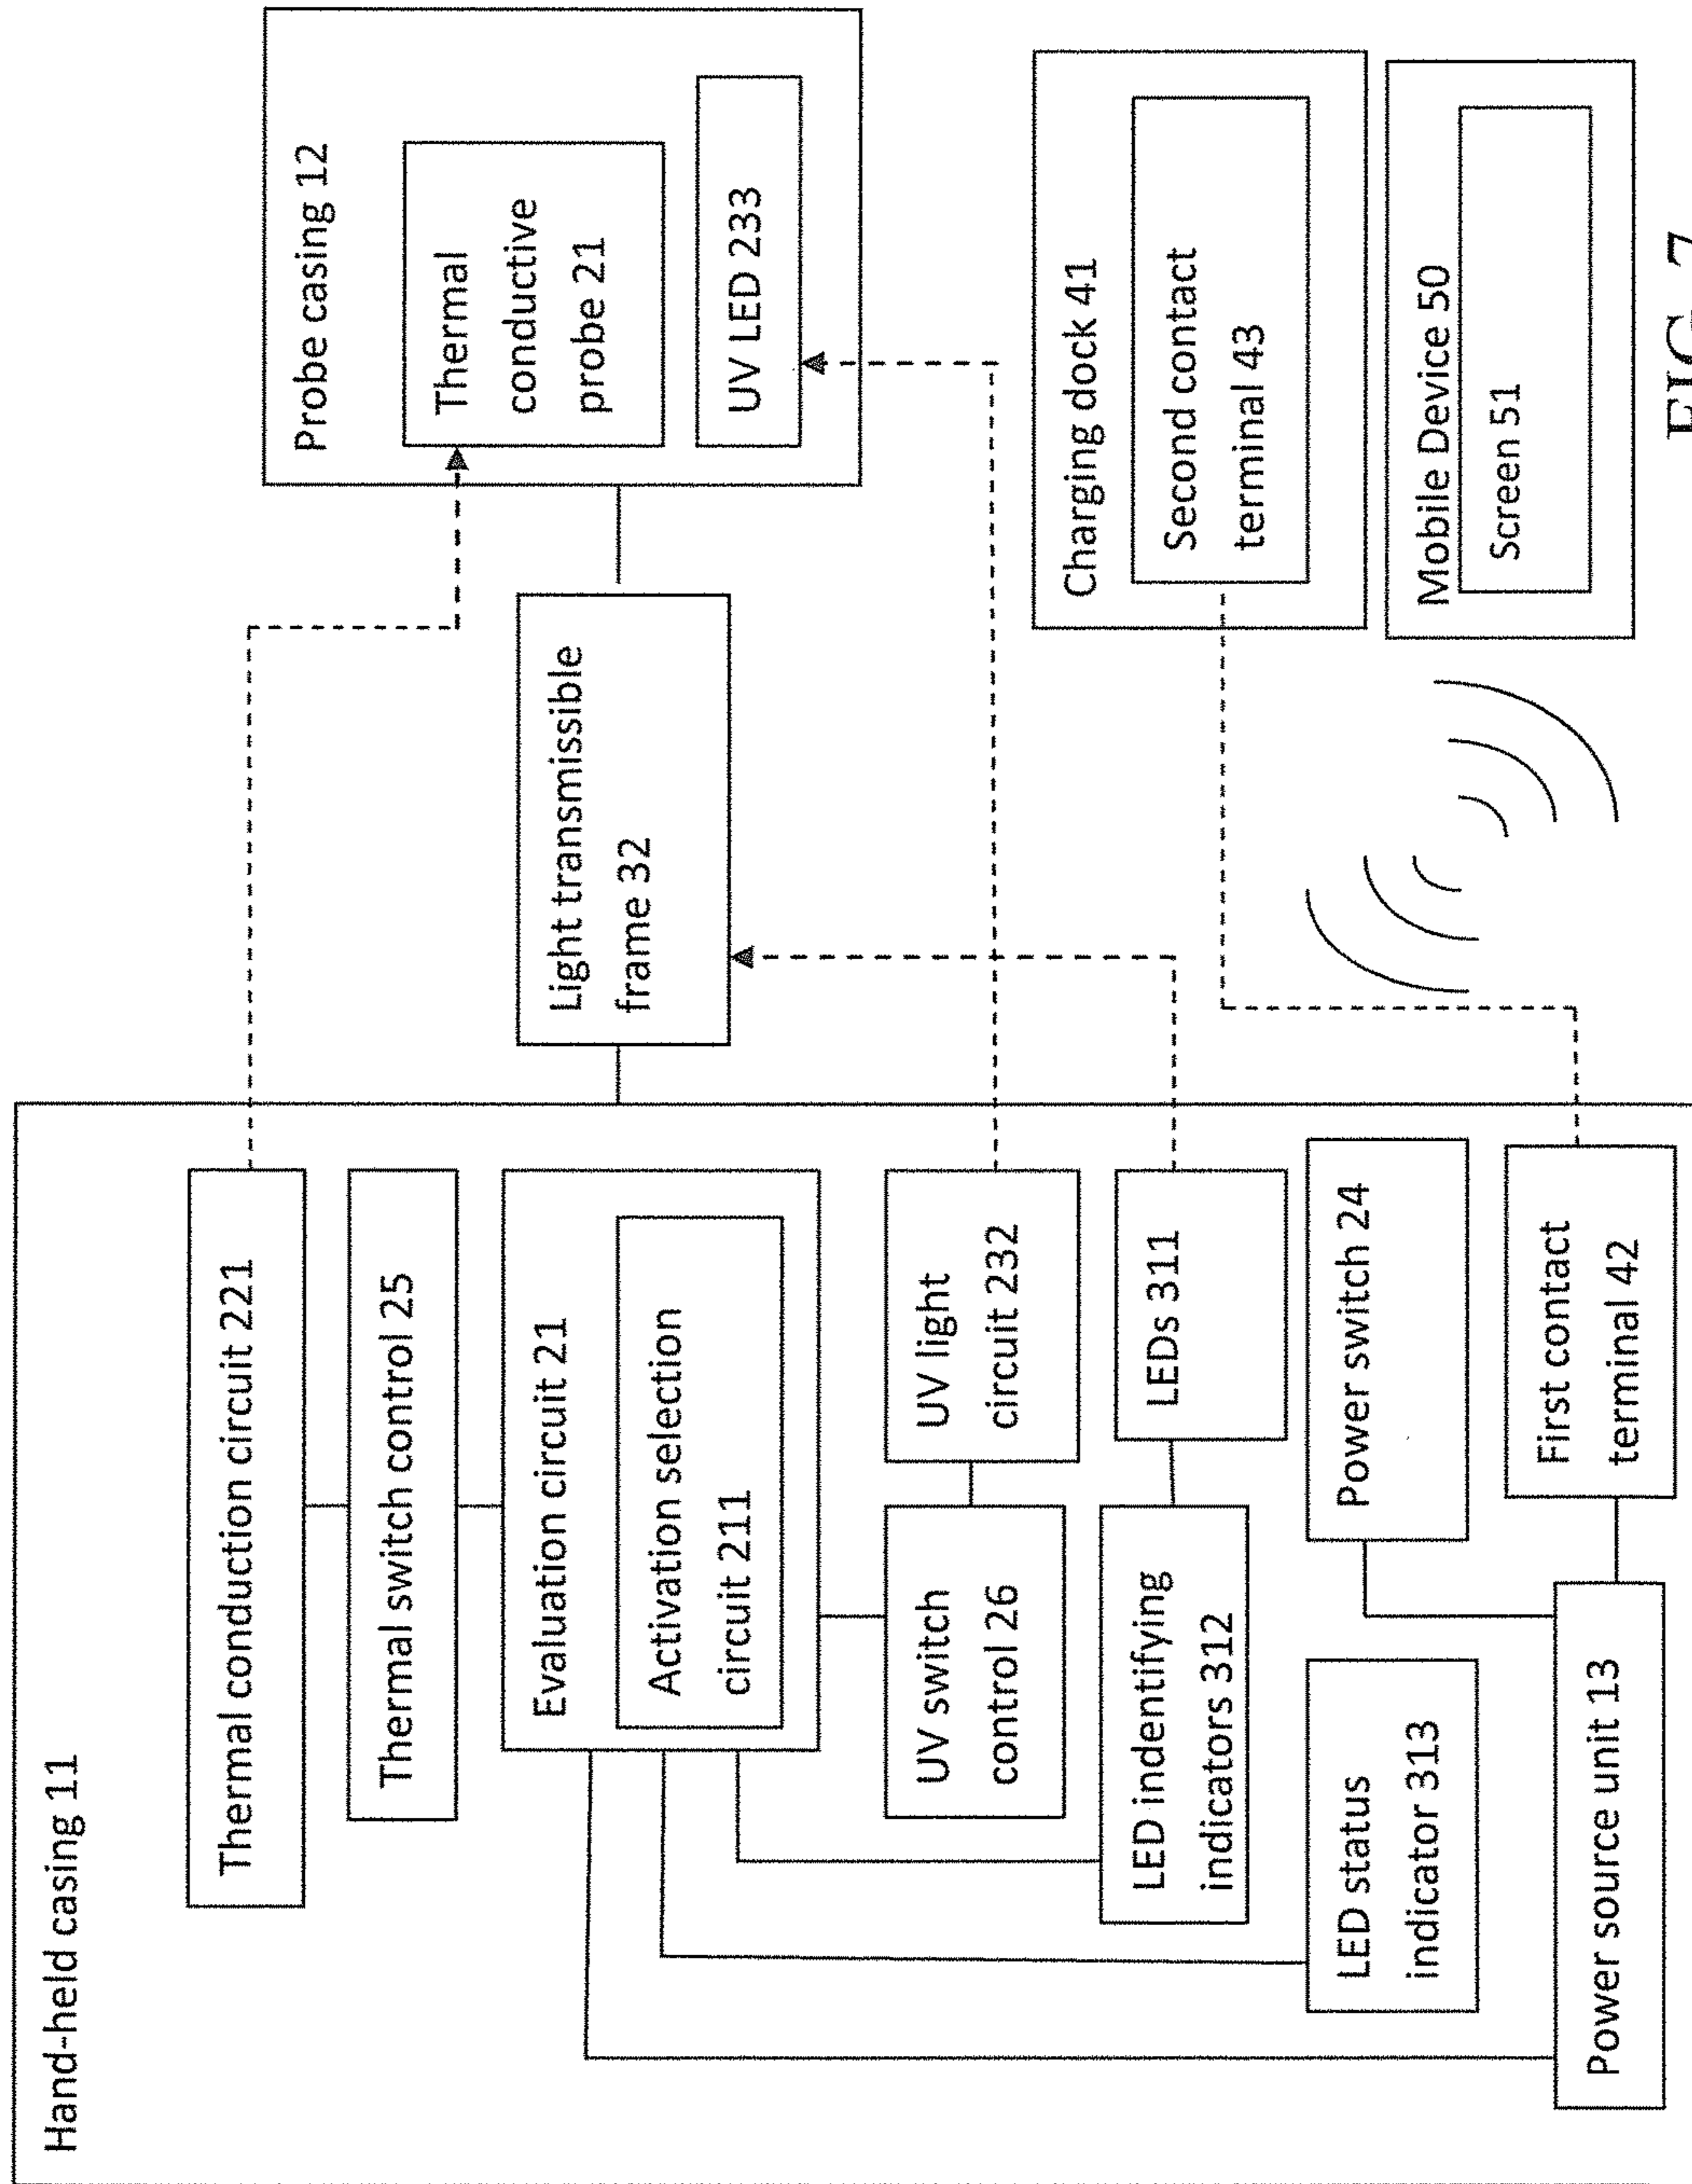 Hand-held casing 11
Thermal conduction circuit 221
Thermal switch control 25
Evaluation circuit 21
Activation selection
circuit 211
UV switch
control 26
UV light
circuit 232
LED indentifying
indicators 312
LEDs 311
LED status
indicator 313
Power switch 24
Power source unit 13
First contact
terminal 42
Light transmissible
frame 32
Probe casing 12
Thermal
conductive
probe 21
UV LED 233
Charging dock 41
Second contact
terminal 43
Mobile Device 50
Screen 51
FIG. 7